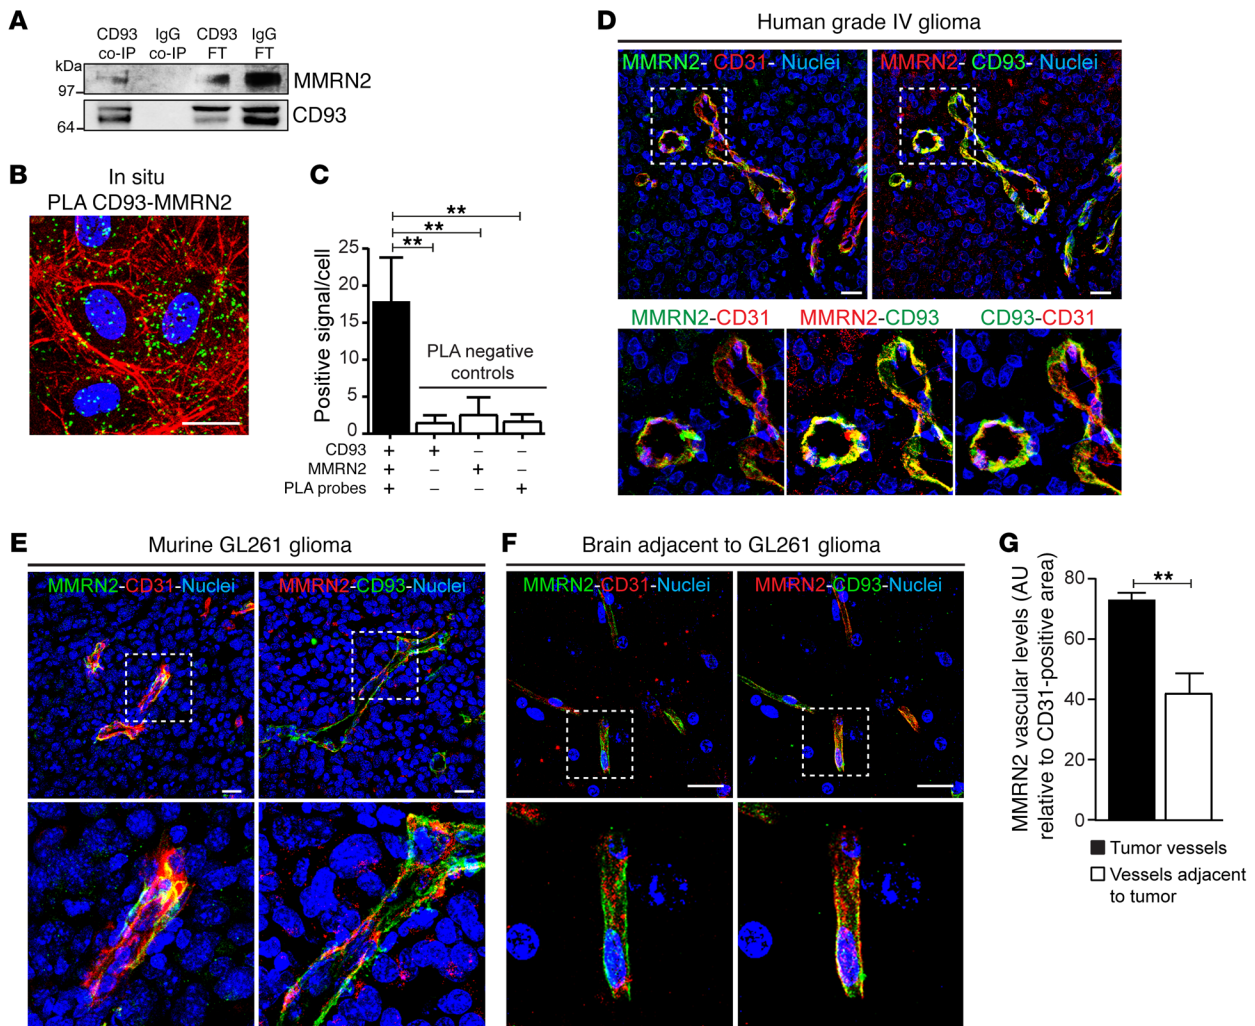 A
CD93 IgG CD93 IgG
co-IP co-IP FT FT
kDa
97
MMRN2
64
CD93
B
In situ
PLA CD93-MMRN2
C
**
**
**
Positive signal/cell
25
20
15
10
5
0
PLA negative
controls
CD93 + + – –
MMRN2 + – + –
PLA probes + – – +
D
Human grade IV glioma
MMRN2-CD31-Nuclei
MMRN2-CD93-Nuclei
MMRN2-CD31
MMRN2-CD93
CD93-CD31
E
Murine GL261 glioma
MMRN2-CD31-Nuclei
MMRN2-CD93-Nuclei
F
Brain adjacent to GL261 glioma
MMRN2-CD31-Nuclei
MMRN2-CD93-Nuclei
G
MMRN2 vascular levels (AU
relative to CD31-positive area)
**
80
60
40
20
0
Tumor vessels
Vessels adjacent
to tumor